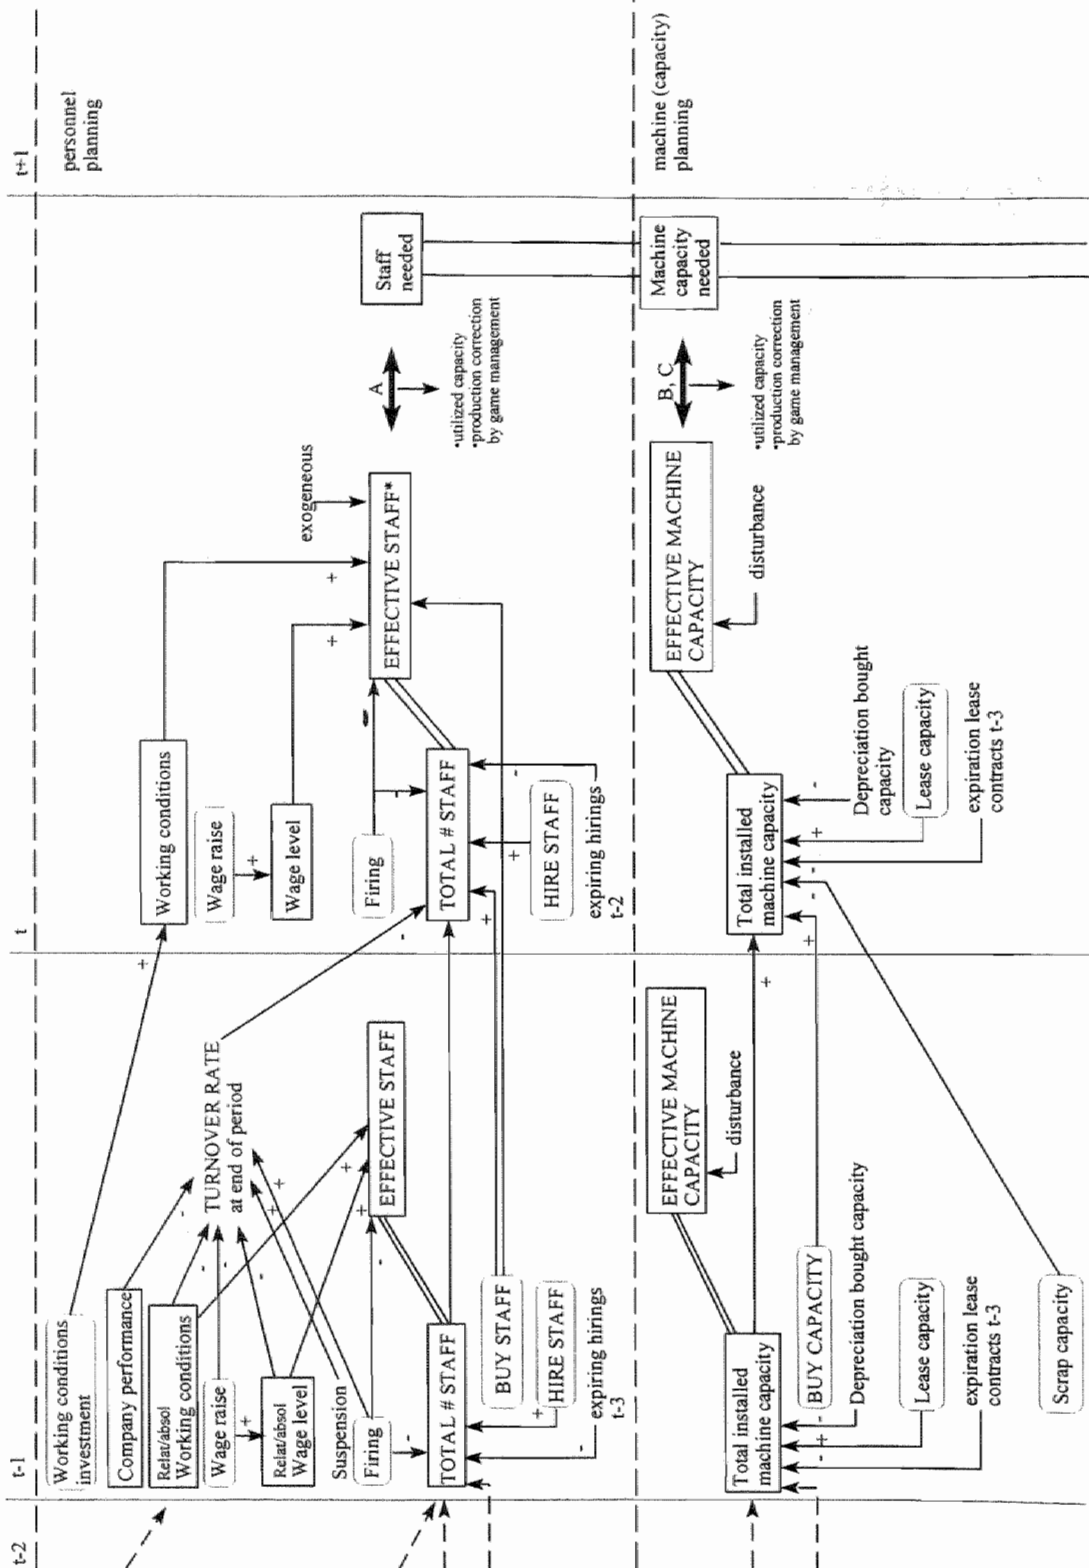 t-2
t-1
t
t+1
personnel
planning
Working conditions
investment
Company performance
Relat/absol
Working conditions
Wage raise
+
Relat/absol
Wage level
Suspension
Firing
-
TOTAL # STAFF
BUY STAFF
+
HIRE STAFF
-
expiring hirings
t-3
TURNOVER RATE
at end of period
-
-
-
-
+
+
+
+
-
EFFECTIVE STAFF
+
Working conditions
Wage raise
+
Wage level
Firing
-
-
-
TOTAL # STAFF
+
+
HIRE STAFF
-
expiring hirings
t-2
+
+
exogeneous
EFFECTIVE STAFF*
A
•utilized capacity
•production correction
by game management
Staff
needed
machine (capacity)
planning
Total installed
machine capacity
-
+
-
BUY CAPACITY
Depreciation bought capacity
Lease capacity
expiration lease
contracts t-3
Scrap capacity
EFFECTIVE MACHINE
CAPACITY
disturbance
+
Total installed
machine capacity
+
-
-
+
-
Depreciation bought
capacity
Lease capacity
expiration lease
contracts t-3
EFFECTIVE MACHINE
CAPACITY
disturbance
B, C
•utilized capacity
•production correction
by game management
Machine
capacity
needed